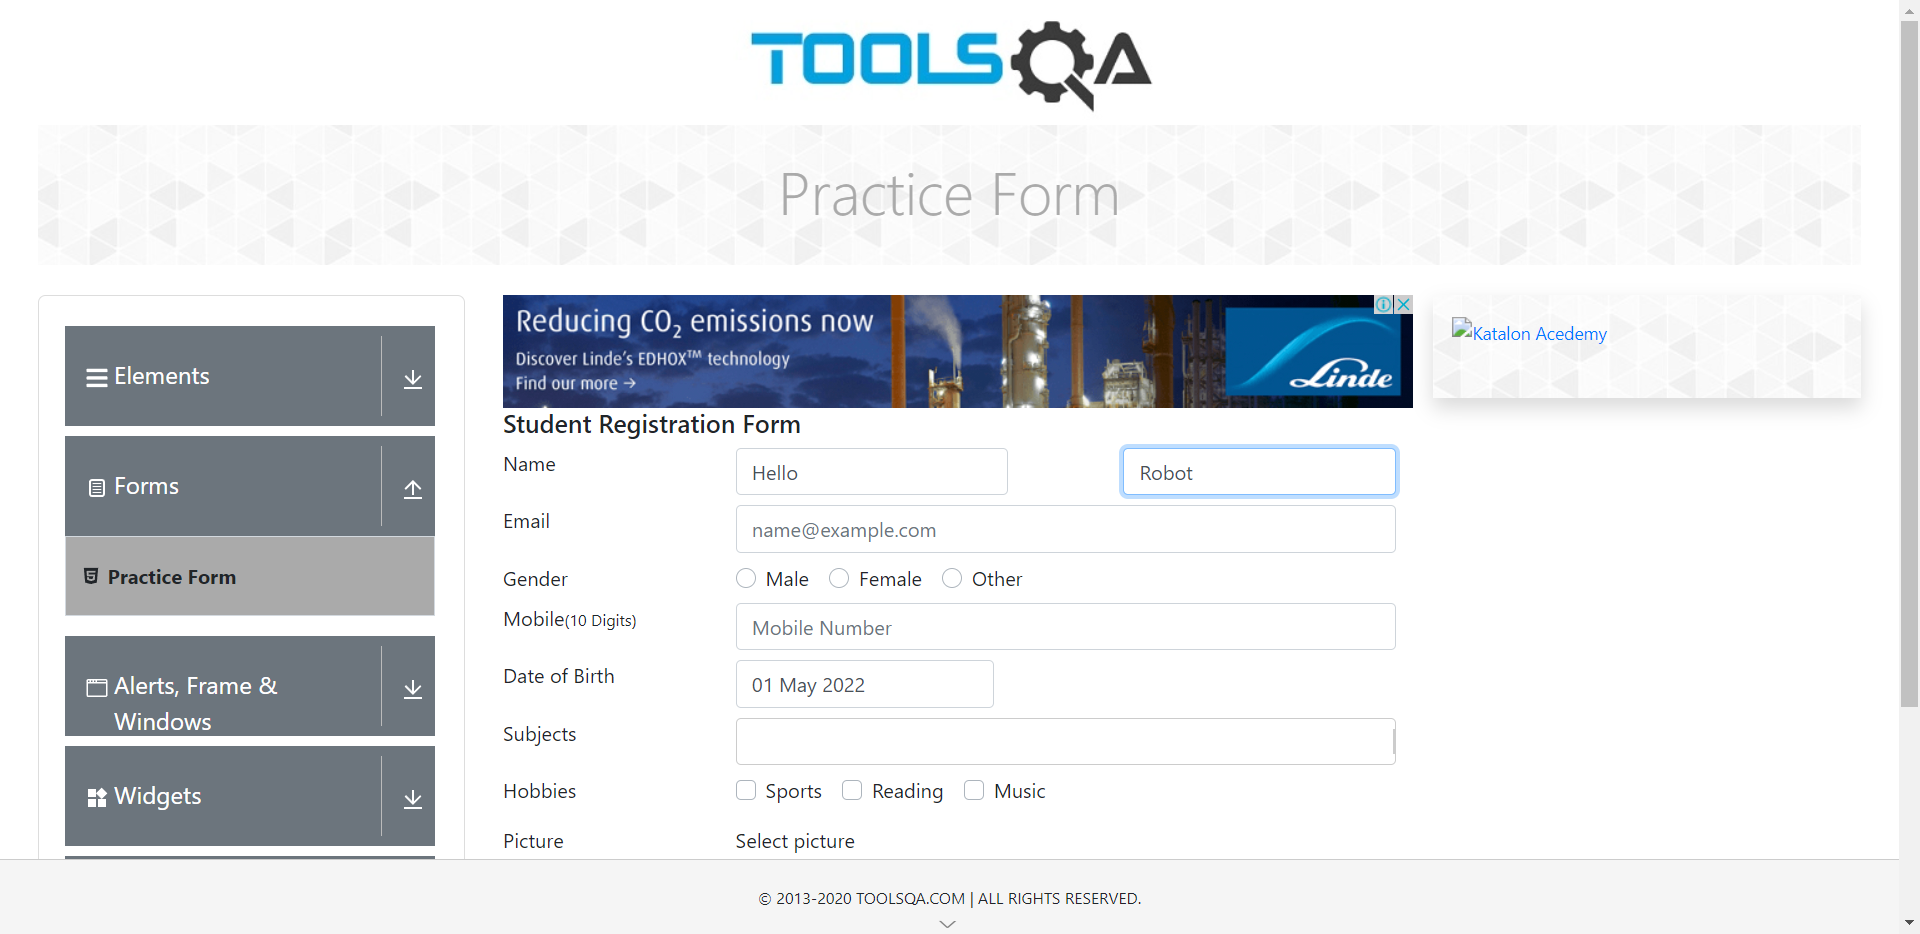 TOOLSQA
Practice Form
Elements
Forms
Practice Form
Alerts, Frame &
Windows
Widgets
Reducing CO₂ emissions now
Discover Linde's EDHOX™ technology
Find our more →
Linde
Katalon Acedemy
Student Registration Form
Name
Hello
Robot
Email
name@example.com
Gender
Male
Female
Other
Mobile(10 Digits)
Mobile Number
Date of Birth
01 May 2022
Subjects
Hobbies
Sports
Reading
Music
Picture
Select picture
© 2013-2020 TOOLSQA.COM | ALL RIGHTS RESERVED.